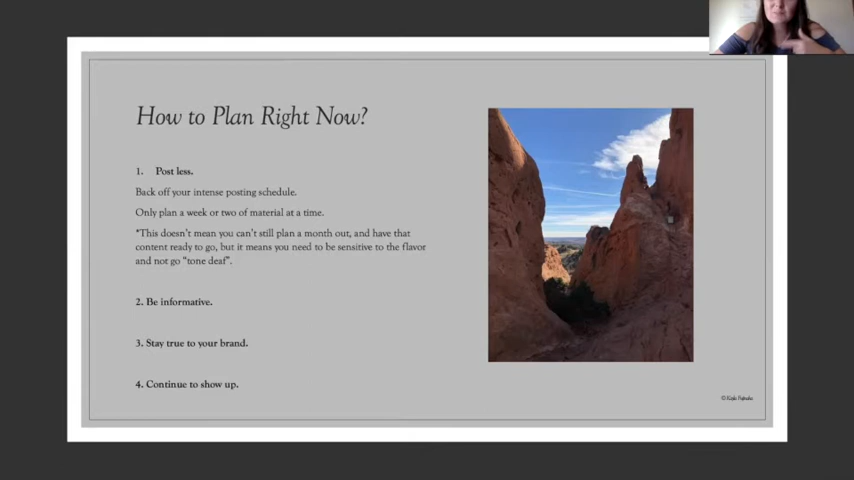 How to Plan Right Now?
1. Post less.
Back off your intense posting schedule.
Only plan a week or two of material at a time.
*This doesn't mean you can't still plan a month out, and have that
content ready to go, but it means you need to be sensitive to the flavor
and not go "tone deaf".
2. Be informative.
3. Stay true to your brand.
4. Continue to show up.
©